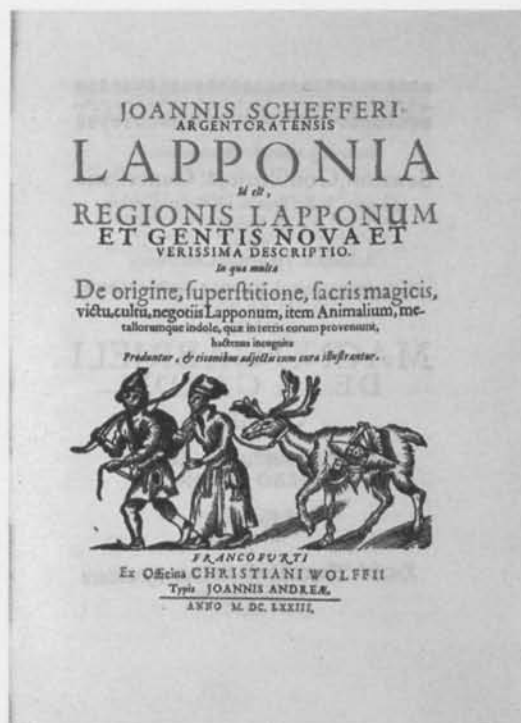 JOANNIS SCHEFFERI
ARGENTORATENSIS
LAPPONIA
Id est,
REGIONIS LAPPONUM
ET GENTIS NOVA ET
VERISSIMA DESCRIPTIO.
In qua multa
De origine, superstitione, sacris magicis,
victu, cultu, negotiis Lapponum, item Animalium, me-
tallorumque indole, quæ in terris eorum proveniunt,
hactenus incognita
Produntur, & eiconibus adjectis cum cura illustrantur.
FRANCOFURTI
Ex Officina CHRISTIANI WOLFFII
Typis JOANNIS ANDREÆ,
ANNO M. DC. LXXIII,